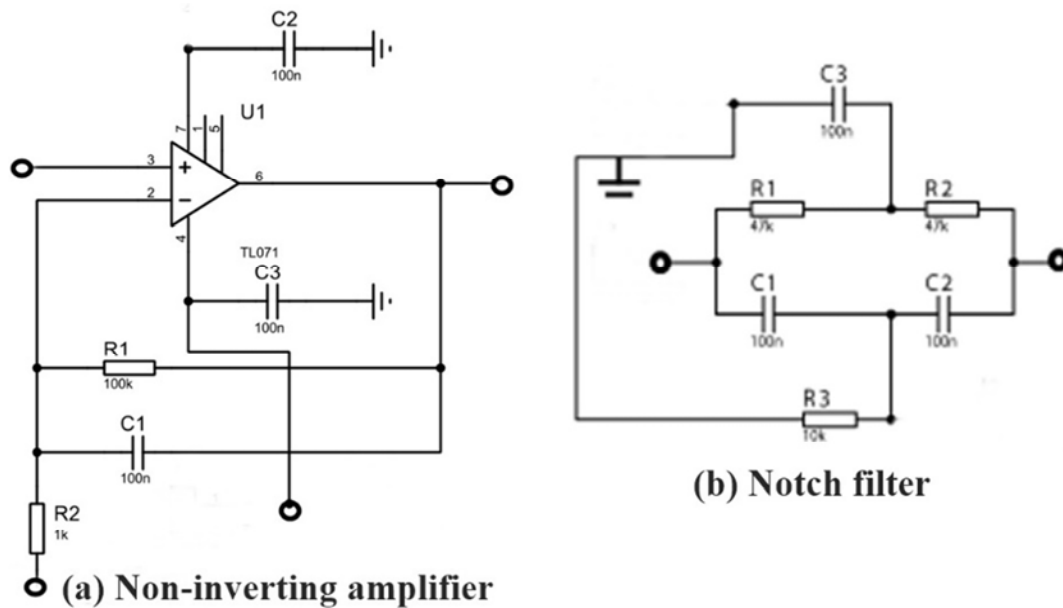 C2
100n
U1
7
1
5
3
2
6
4
TL071
C3
100n
R1
100k
C1
100n
R2
1k
(a) Non-inverting amplifier
C3
100n
R1
47k
R2
47k
C1
100n
C2
100n
R3
10k
(b) Notch filter